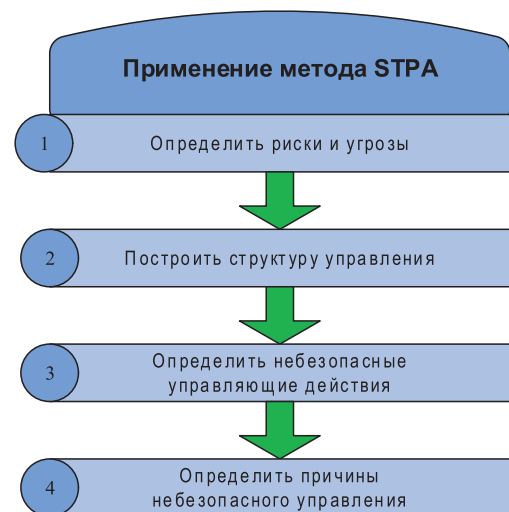 Применение метода STPA
1
Определить риски и угрозы
2
Построить структуру управления
3
Определить небезопасные
управляющие действия
4
Определить причины
небезопасного управления